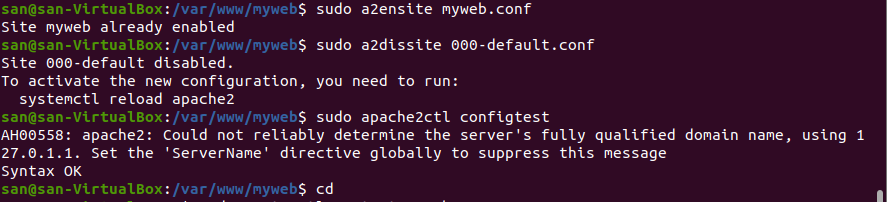 san@san-VirtualBox:/var/www/myweb$ sudo a2ensite myweb.conf
Site myweb already enabled
san@san-VirtualBox:/var/www/myweb$ sudo a2dissite 000-default.conf
Site 000-default disabled.
To activate the new configuration, you need to run:
  systemctl reload apache2
san@san-VirtualBox:/var/www/myweb$ sudo apache2ctl configtest
AH00558: apache2: Could not reliably determine the server's fully qualified domain name, using 1
27.0.1.1. Set the 'ServerName' directive globally to suppress this message
Syntax OK
san@san-VirtualBox:/var/www/myweb$ cd